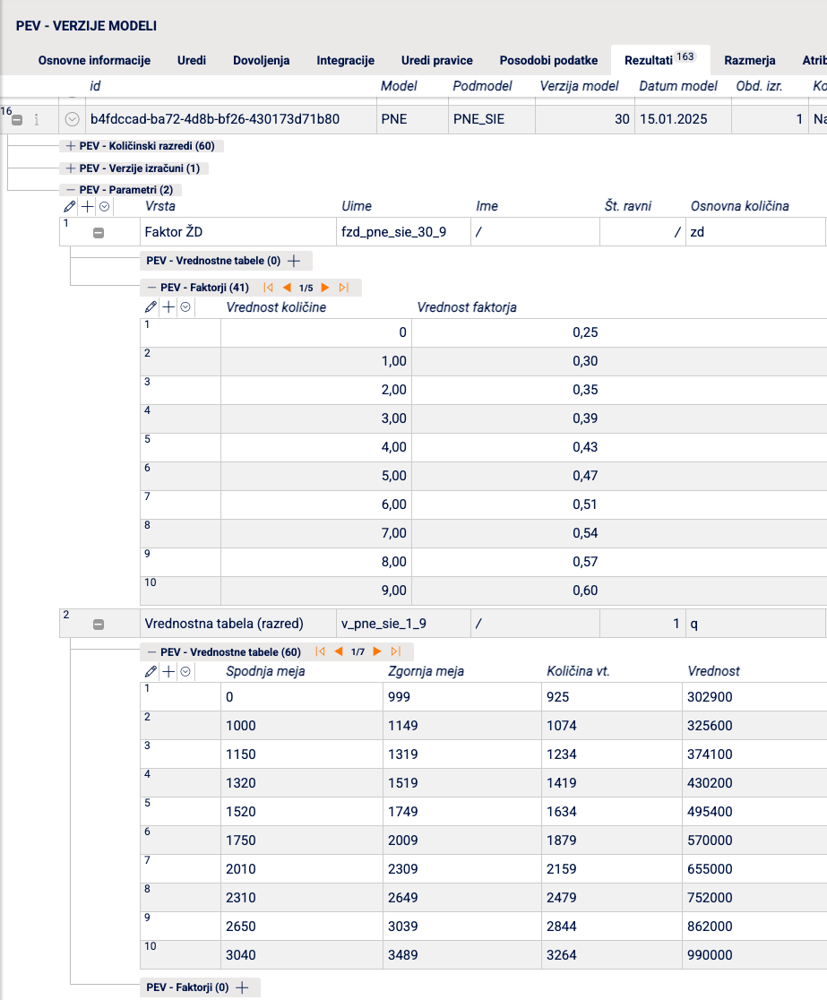 PEV - VERZIJE MODELI
Osnovne informacije Uredi Dovoljenja Integracije Uredi pravice Posodobi podatke Rezultati 163 Razmerja Atrib
id Model Podmodel Verzija model Datum model Obd. izr. Ko
16 b4fdccad-ba72-4d8b-bf26-430173d71b80 PNE PNE_SIE 30 15.01.2025 1 Na
PEV - Količinski razredi (60)
PEV - Verzije izračuni (1)
PEV - Parametri (2)
Vrsta Uime Ime Št. ravni Osnovna količina
1 Faktor ŽD fzd_pne_sie_30_9 / / zd
PEV - Vrednostne tabele (0)
PEV - Faktorji (41) 1/5
Vrednost količine Vrednost faktorja
1 0 0,25
2 1,00 0,30
3 2,00 0,35
4 3,00 0,39
5 4,00 0,43
6 5,00 0,47
7 6,00 0,51
8 7,00 0,54
9 8,00 0,57
10 9,00 0,60
2 Vrednostna tabela (razred) v_pne_sie_1_9 / 1 q
PEV - Vrednostne tabele (60) 1/7
Spodnja meja Zgornja meja Količina vt. Vrednost
1 0 999 925 302900
2 1000 1149 1074 325600
3 1150 1319 1234 374100
4 1320 1519 1419 430200
5 1520 1749 1634 495400
6 1750 2009 1879 570000
7 2010 2309 2159 655000
8 2310 2649 2479 752000
9 2650 3039 2844 862000
10 3040 3489 3264 990000
PEV - Faktorji (0)